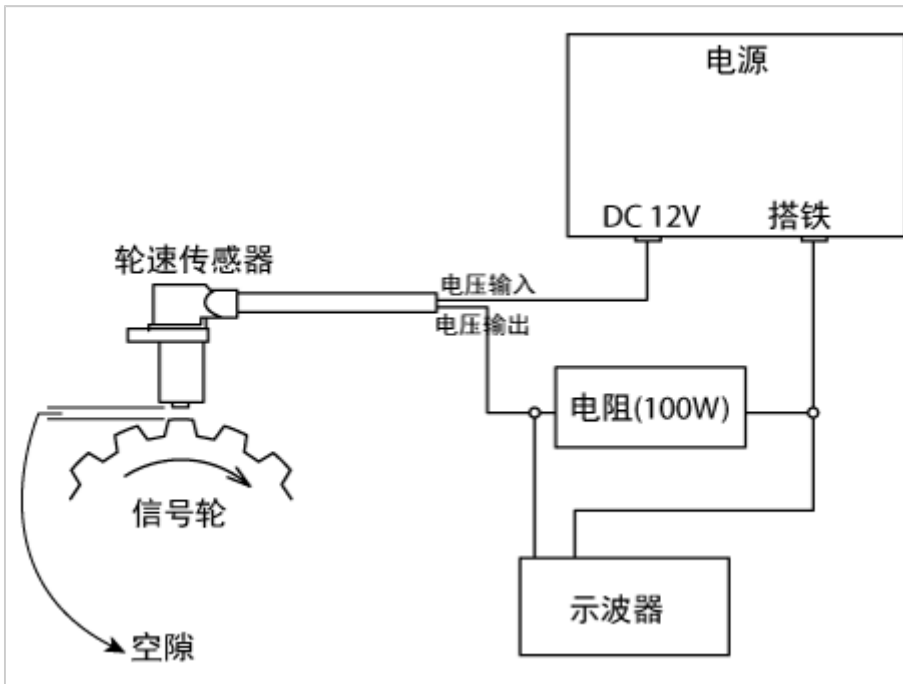 电源
DC 12V
搭铁
轮速传感器
电压输入
电压输出
电阻(100W)
信号轮
示波器
空隙